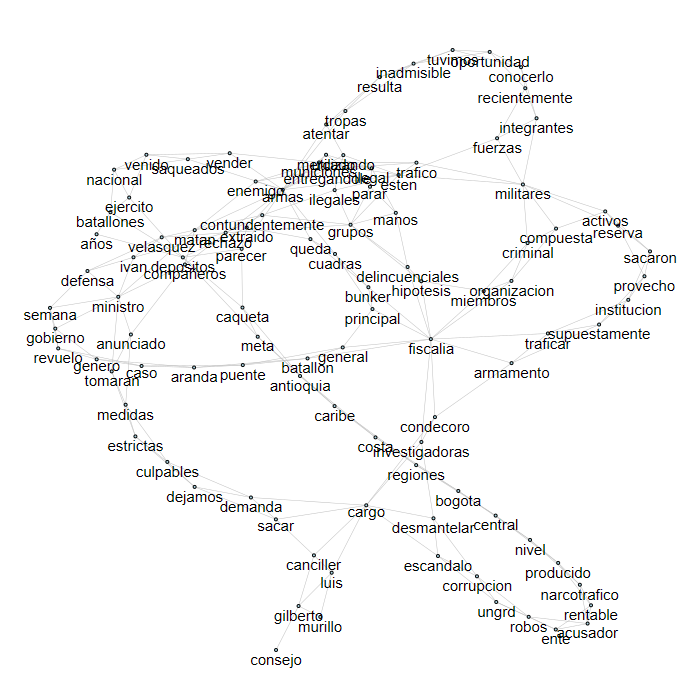 tuvimos
oportunidad
inadmisible
conocerlo
resulta
recientemente
tropas
integrantes
atentar
fuerzas
venido
vender
saqueados
municiones
trafico
nacional
entregandole
ilegal
esten
enemigo
armas
ilegales
parar
militares
ejercito
batallones
contundentemente
grupos
manos
activos
reserva
compuesta
años
velasquez
matan
extraido
rechazo
queda
criminal
parecer
cuadras
sacaron
ivan
depositos
compañeros
delincuenciales
defensa
hipotesis
organizacion
provecho
bunker
miembros
ministro
institucion
semana
caqueta
principal
gobierno
anunciado
meta
fiscalia
supuestamente
traficar
revuelo
general
genero
caso
aranda
puente
batallon
armamento
tomaran
antioquia
medidas
caribe
condecoro
estrictas
costa
investigadoras
culpables
regiones
dejamos
demanda
bogota
cargo
sacar
desmantelar
central
nivel
canciller
escandalo
producido
luis
corrupcion
narcotrafico
gilberto
ungrd
rentable
murillo
robos
acusador
ente
consejo